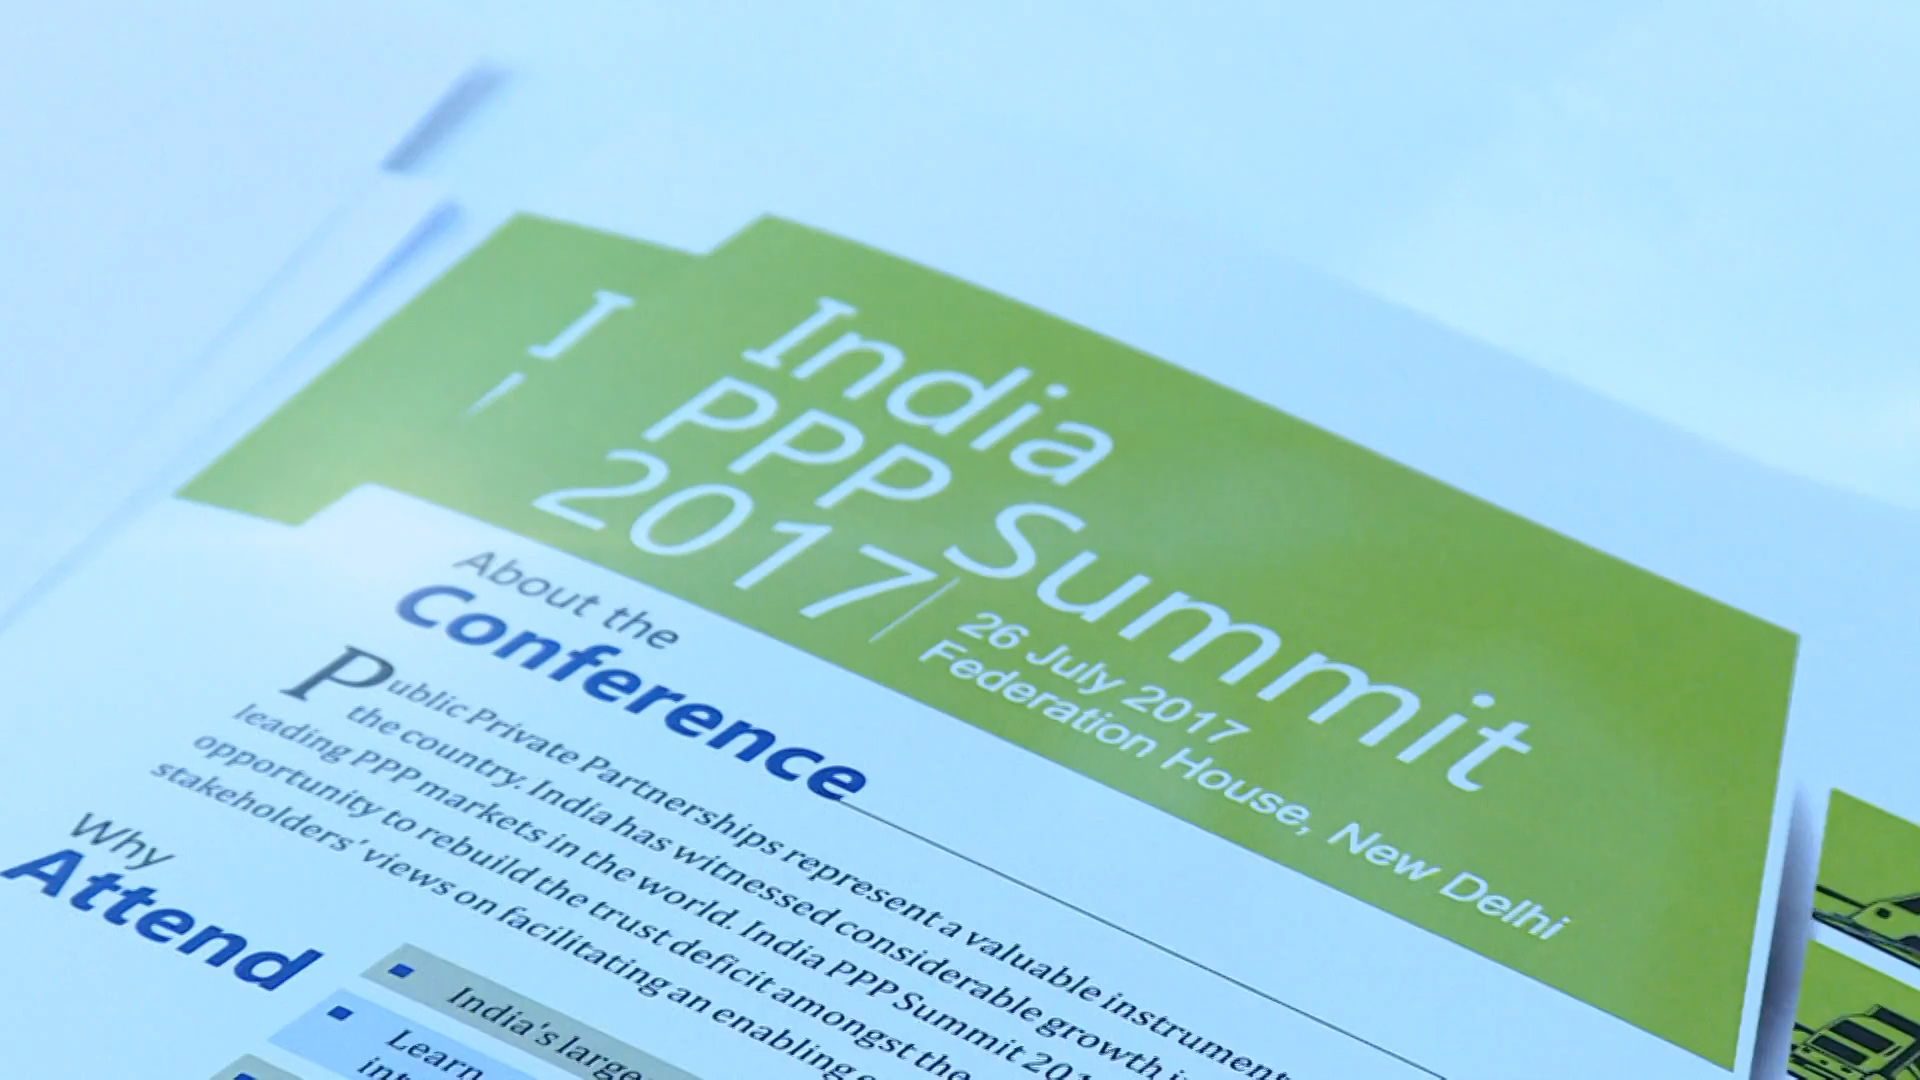 I
India
PPP Summit
2017
26 July 2017
Federation House, New Delhi
About the
Conference
Public Private Partnerships represent a valuable instrument
the country. India has witnessed considerable growth
leading PPP markets in the world. India PPP Summit
opportunity to rebuild the trust deficit amongst the
stakeholders' views on facilitating an enabling
Why
Attend
India's large
Learn